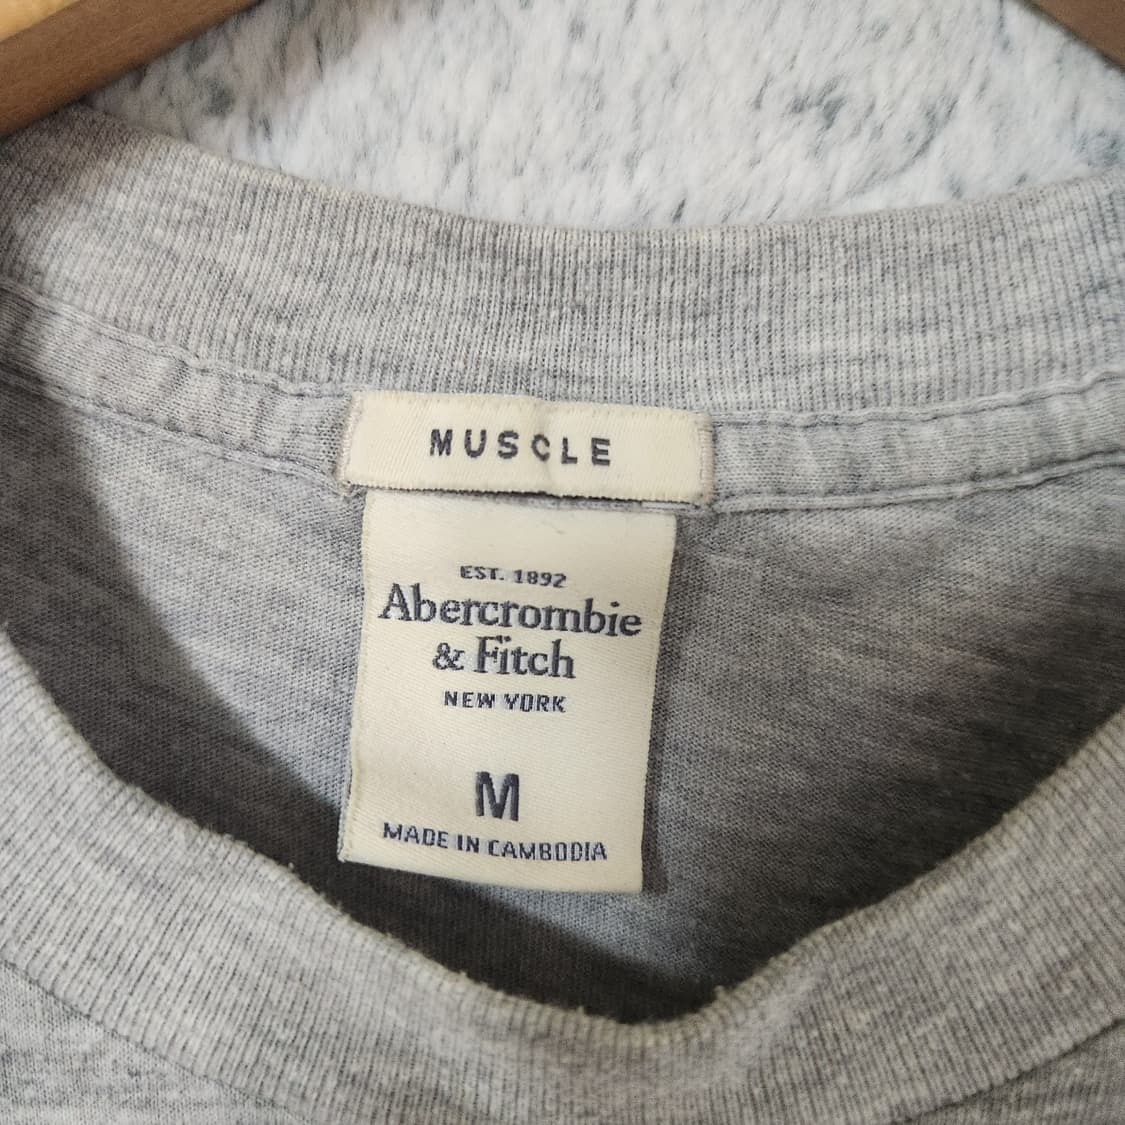 MUSCLE
EST. 1892
Abercrombie
& Fitch
NEW YORK
M
MADE IN CAMBODIA